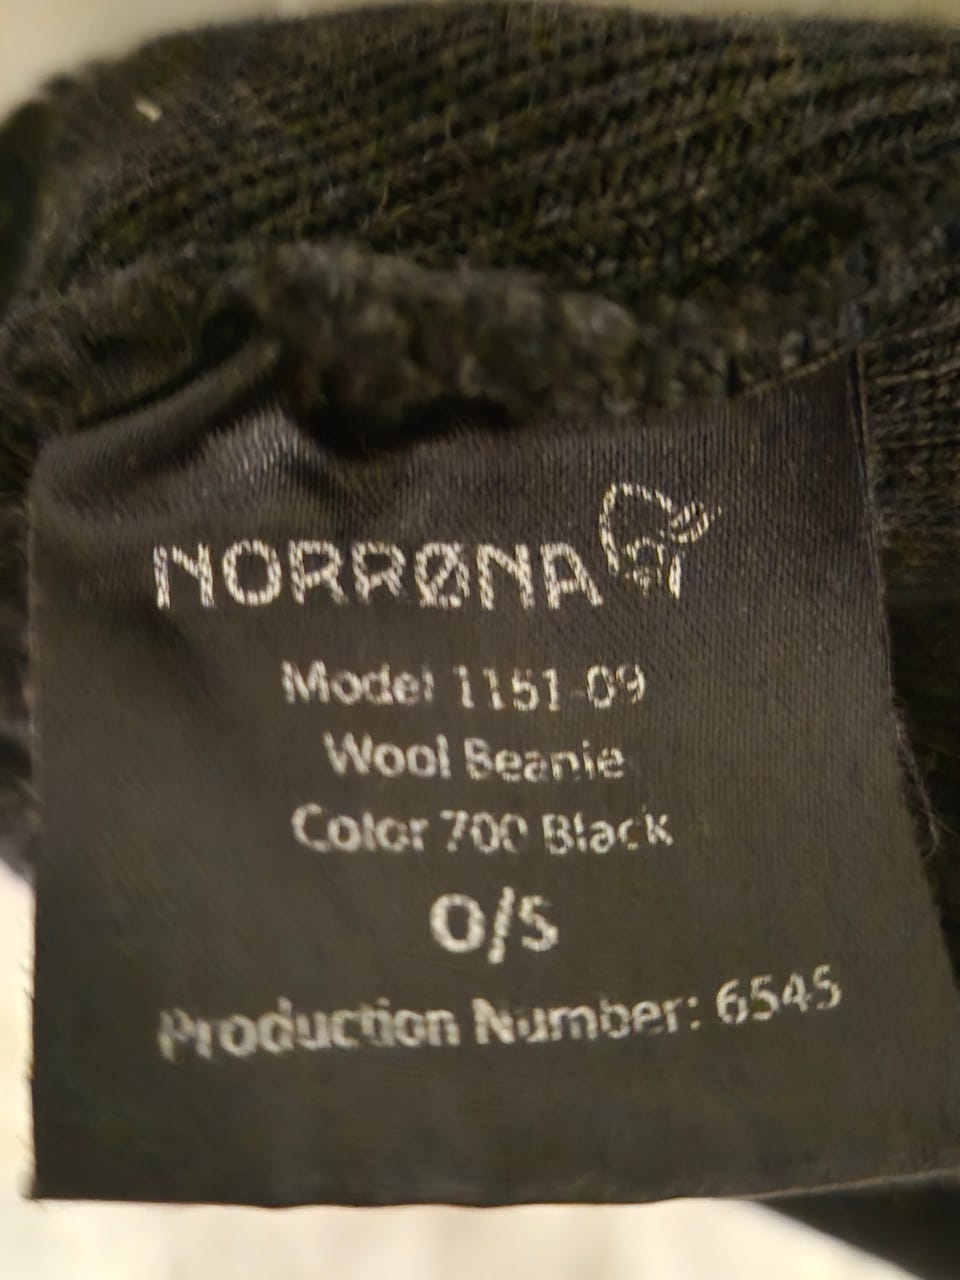 NORRØNA
Model 1151-09
Wool Beanie
Color 700 Black
O/S
Production Number: 6545